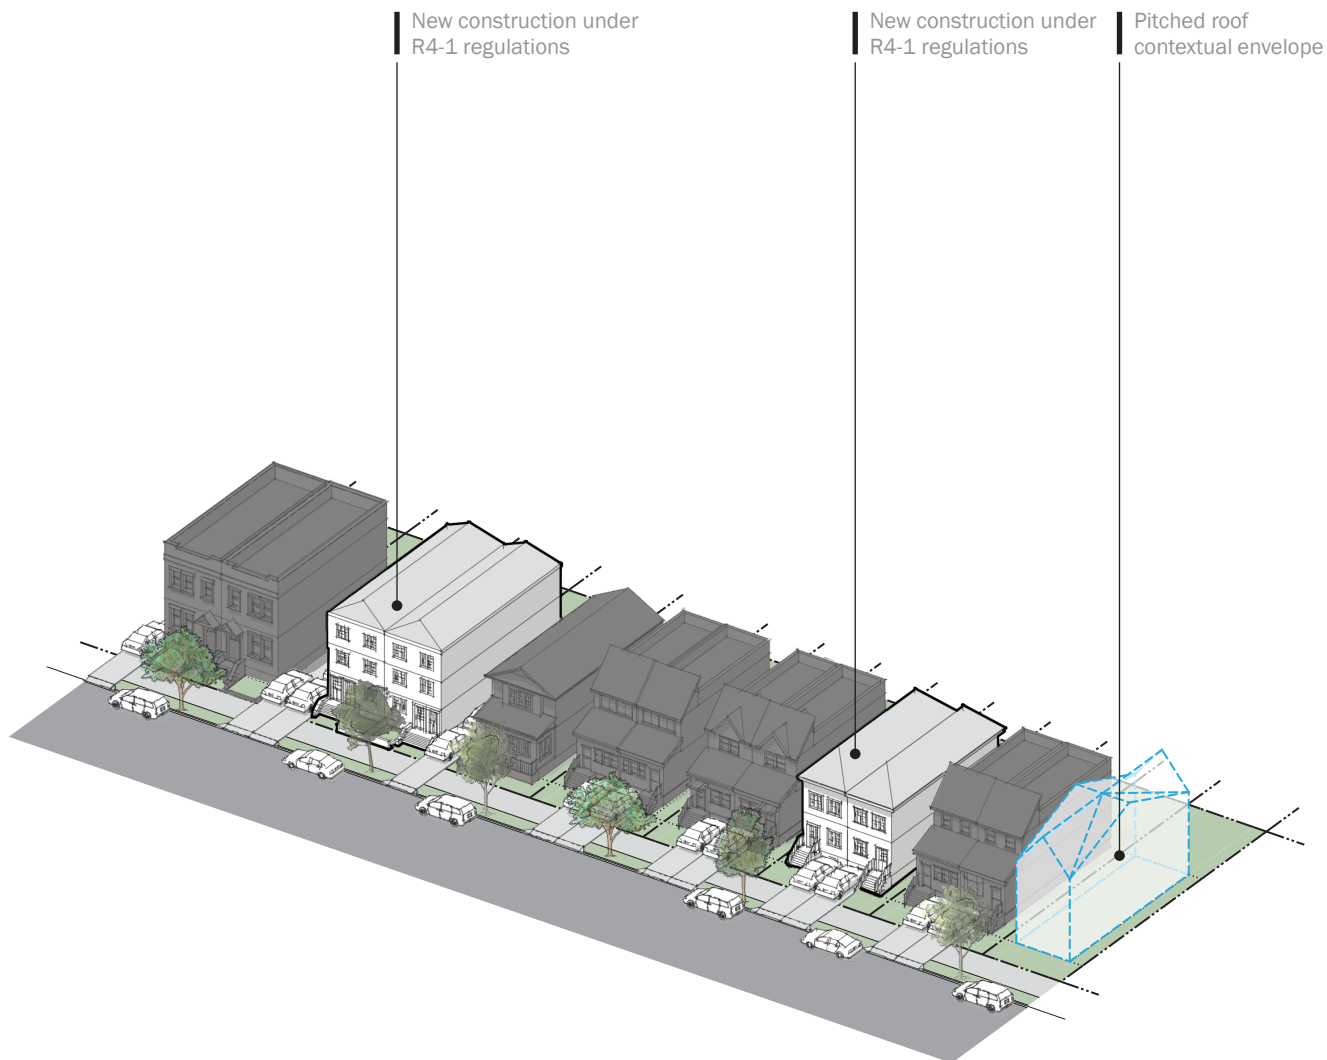 New construction under
R4-1 regulations
New construction under
R4-1 regulations
Pitched roof
contextual envelope